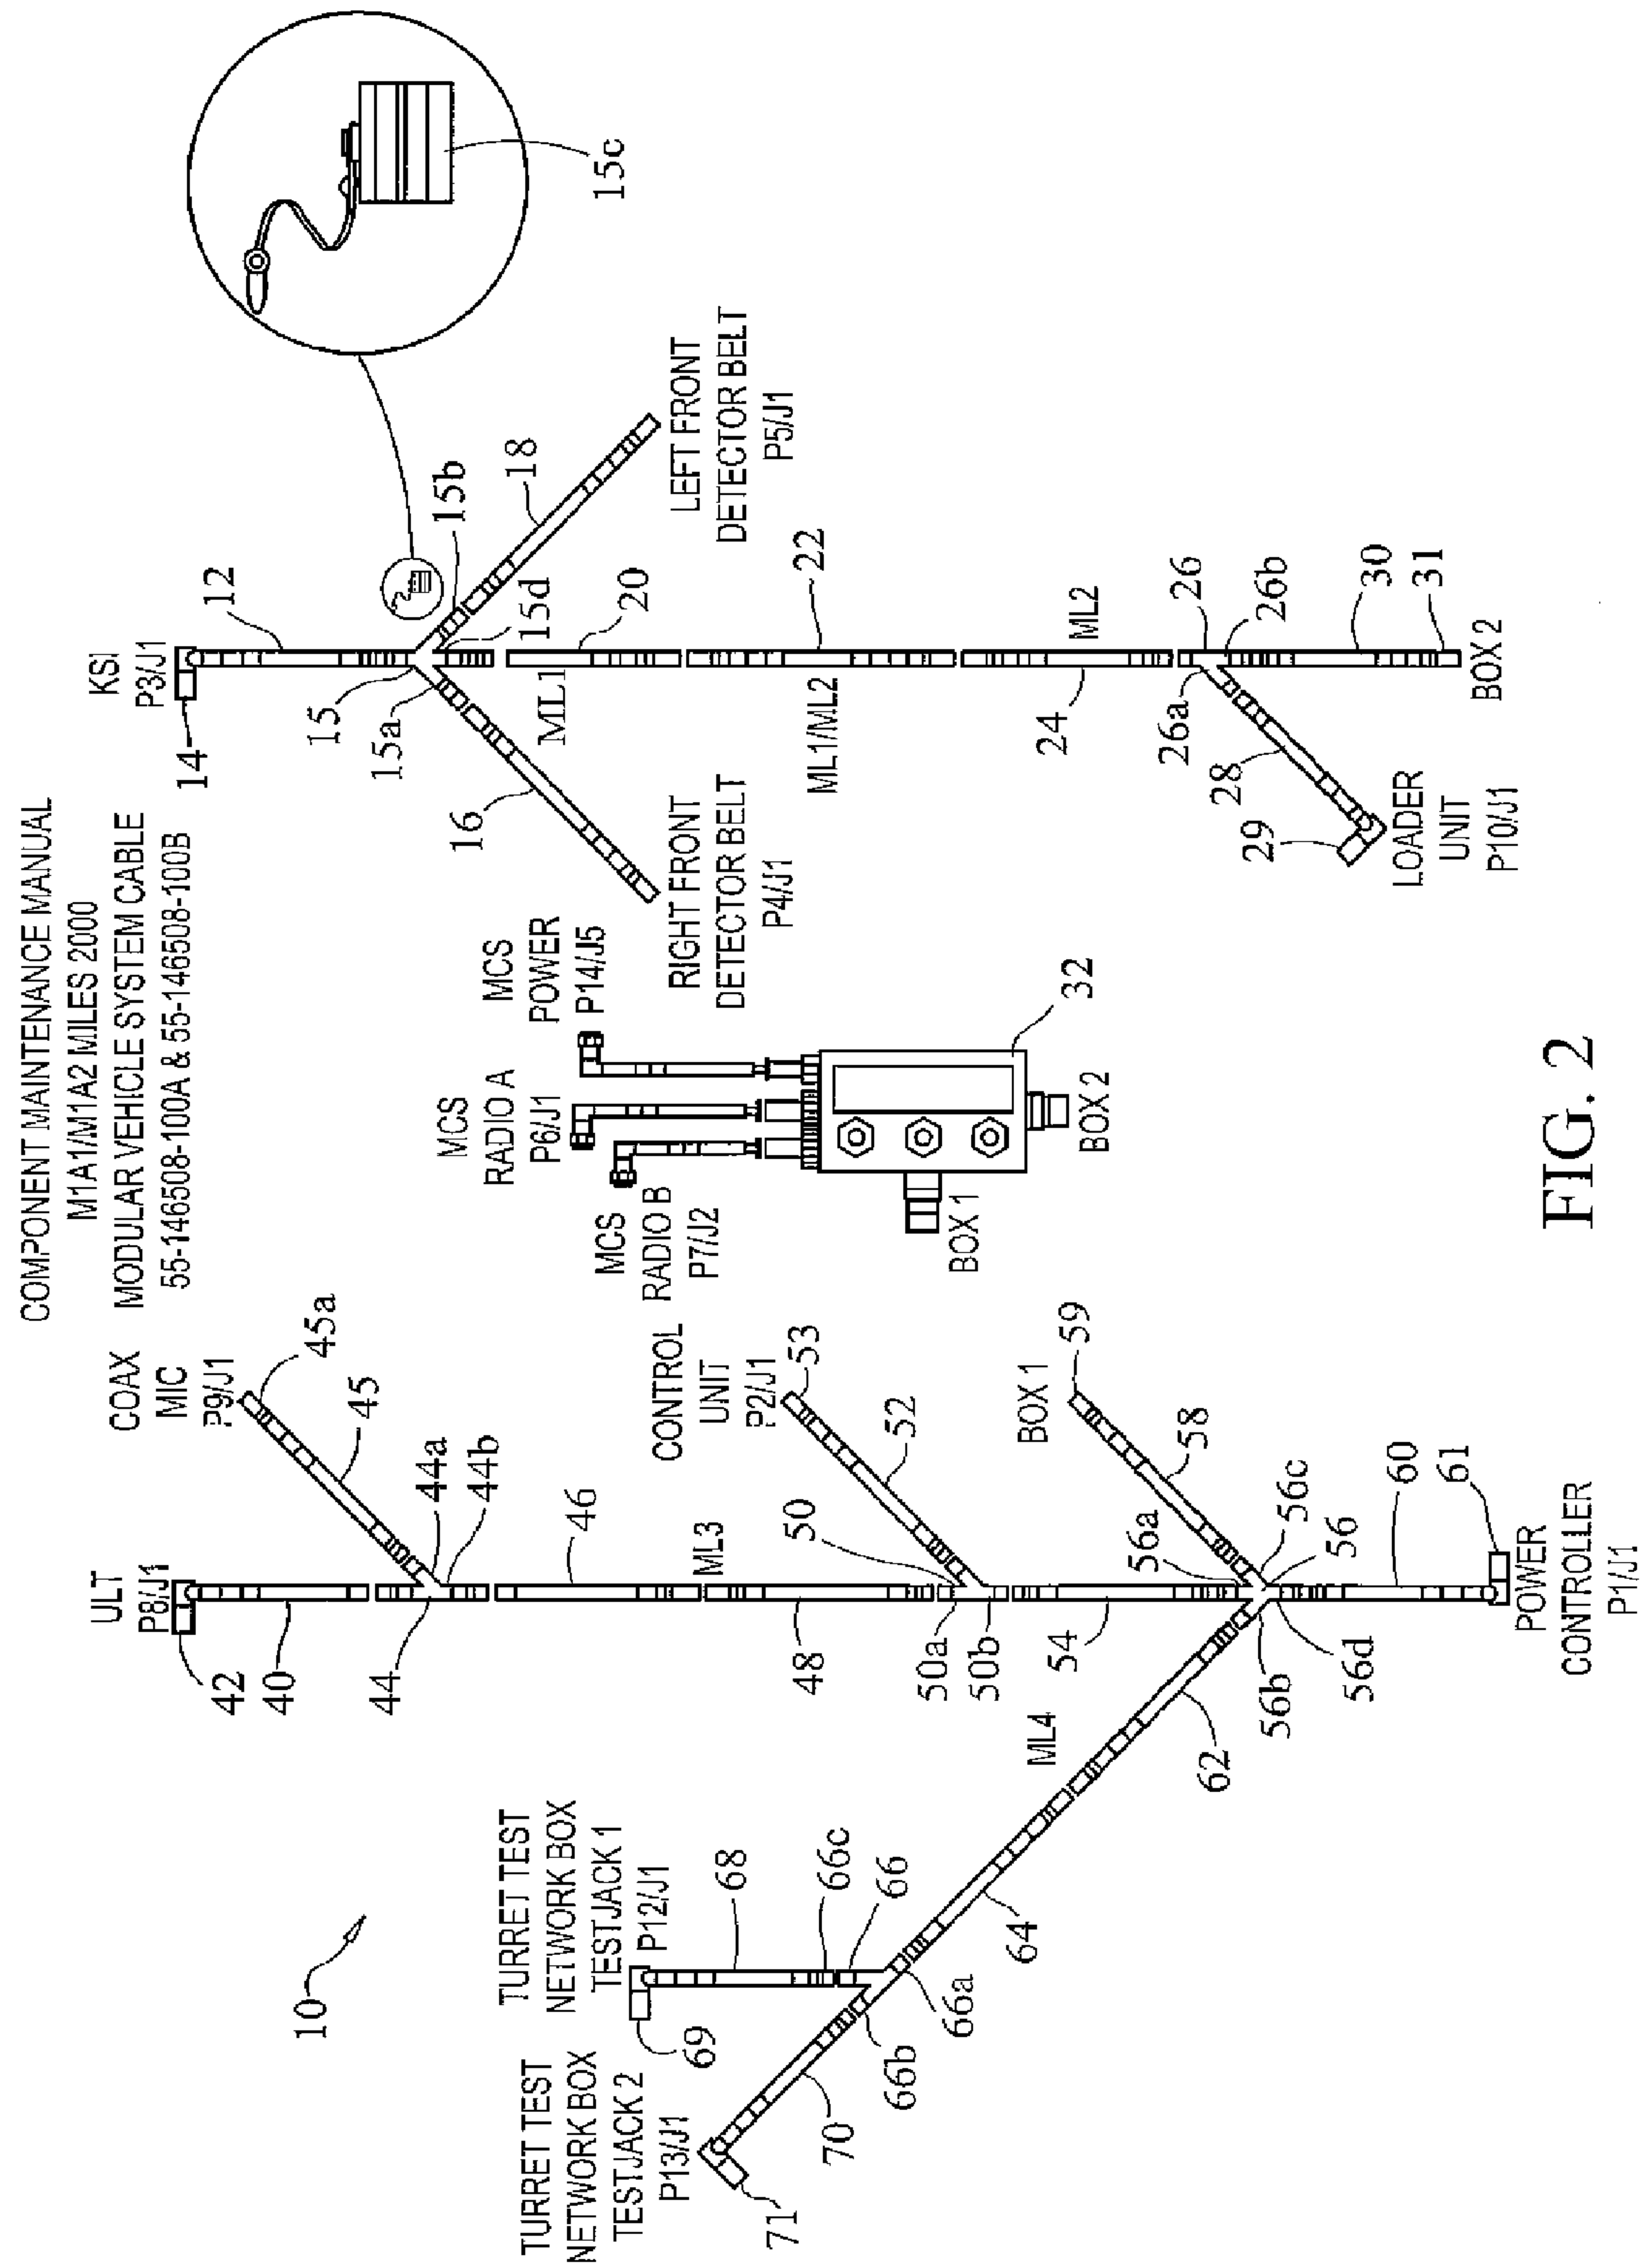 COMPONENT MAINTENANCE MANUAL
M1A1/M1A2 MILES 2000
MODULAR VEHICLE SYSTEM CABLE
55-146508-100A & 55-146508-100B
10
TURRET TEST
NETWORK BOX
TESTJACK 2
P13/J1
71
70
66b
TURRET TEST
NETWORK BOX
TESTJACK 1
P12/J1
69
68
66c
66
66a
64
ML4
62
ULT
P8/J1
42
40
44
COAX
MIC
P9/J1
45a
45
44a
44b
46
ML3
48
50
50a
50b
CONTROL
UNIT
P2/J1
53
52
54
56a
BOX 1
59
58
56c
56
56b
56d
60
61
POWER
CONTROLLER
P1/J1
MCS
RADIO B
P7/J2
MCS
RADIO A
P6/J1
MCS
POWER
P14/J5
32
BOX 1
BOX 2
KSI
P3/J1
14
12
15
15a
15b
15c
15d
16
RIGHT FRONT
DETECTOR BELT
P4/J1
18
LEFT FRONT
DETECTOR BELT
P5/J1
ML1
20
ML1/ML2
22
ML2
24
26
26a
26b
28
29
LOADER
UNIT
P10/J1
30
31
BOX 2
FIG. 2